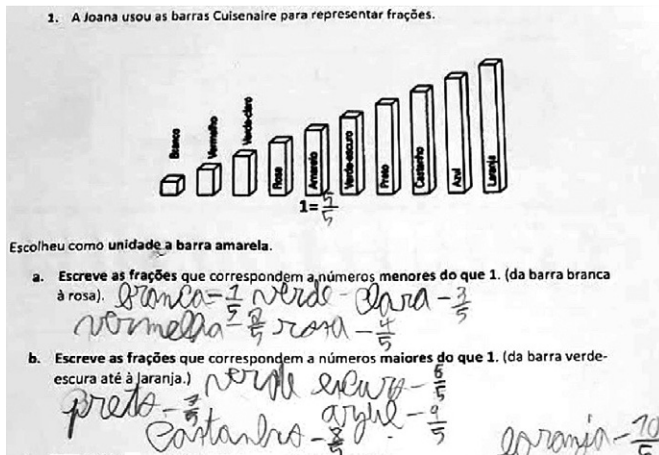 1. A Joana usou as barras Cuisenaire para representar frações.
Branco
Vermelho
Verde-claro
Rosa
Amarelo
Verde-escuro
Preto
Castanho
Azul
Laranja
1= 5/5
Escolheu como unidade a barra amarela.
a. Escreve as frações que correspondem a números menores do que 1. (da barra branca
à rosa). Branca = 1/5 verde-clara - 3/5
vermelha - 2/5 rosa - 4/5
b. Escreve as frações que correspondem a números maiores do que 1. (da barra verde-
escura até à laranja.) verde escuro - 6/5
preto - 7/5 azul - 9/5
Castanho - 8/5 laranja - 10/5